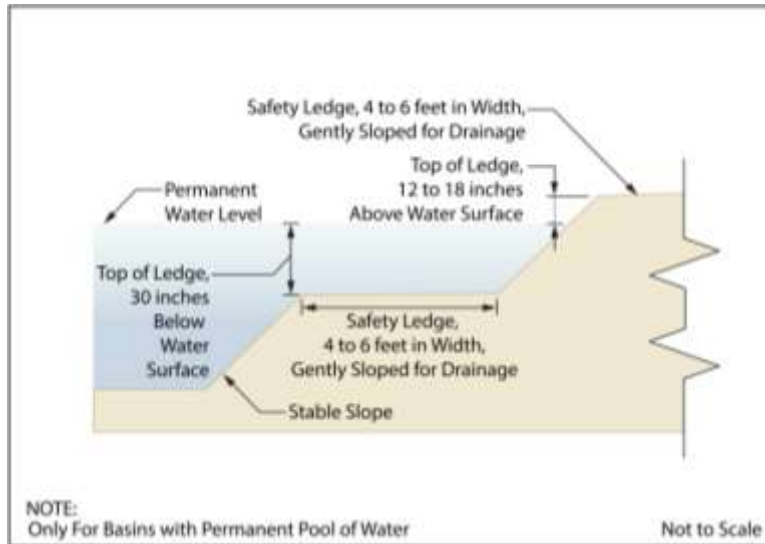 Safety Ledge, 4 to 6 feet in Width,
Gently Sloped for Drainage
Top of Ledge,
12 to 18 inches
Above Water Surface
Permanent
Water Level
Top of Ledge,
30 inches
Below
Water
Surface
Safety Ledge,
4 to 6 feet in Width,
Gently Sloped for Drainage
Stable Slope
NOTE:
Only For Basins with Permanent Pool of Water
Not to Scale